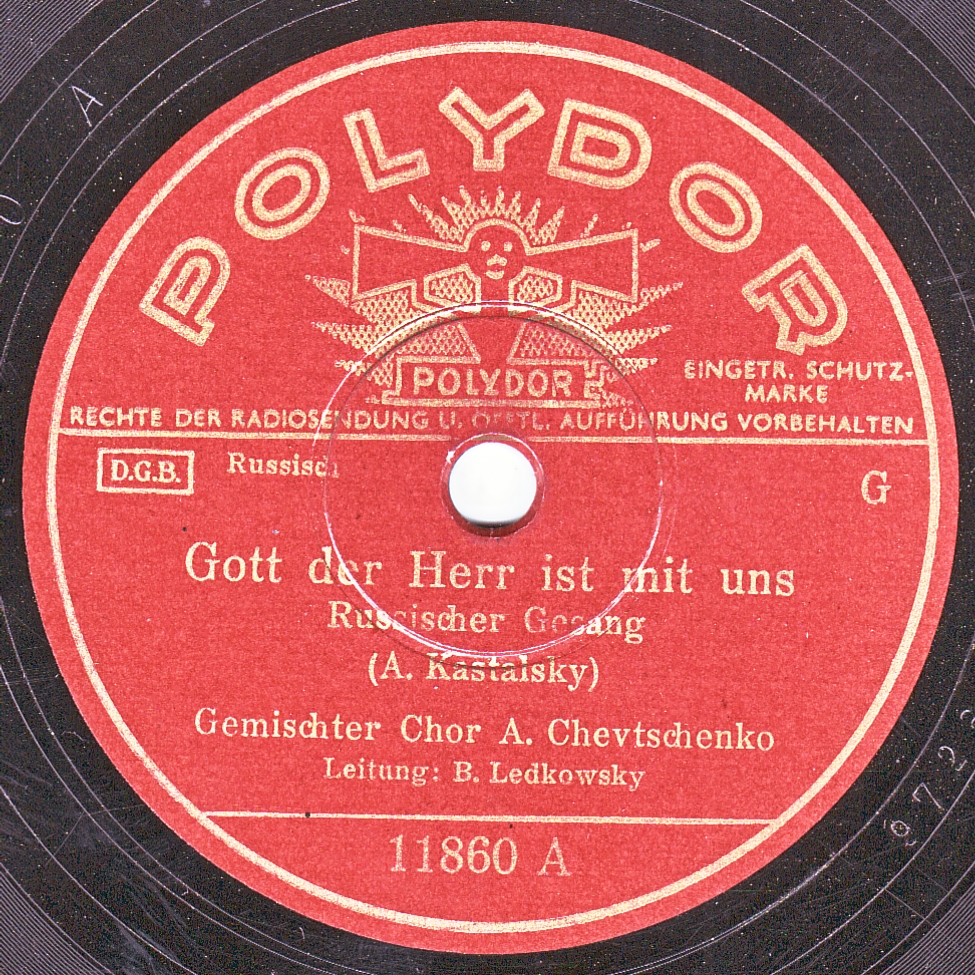 POLYDOR
POLYDOR
EINGETR. SCHUTZ-
MARKE
RECHTE DER RADIOSENDUNG U. OEFTL. AUFFÜHRUNG VORBEHALTEN
D.G.B. Russisch
G
Gott der Herr ist mit uns
Russischer Gesang
(A. Kastalsky)
Gemischter Chor A. Chevtschenko
Leitung: B. Ledkowsky
11860 A
A